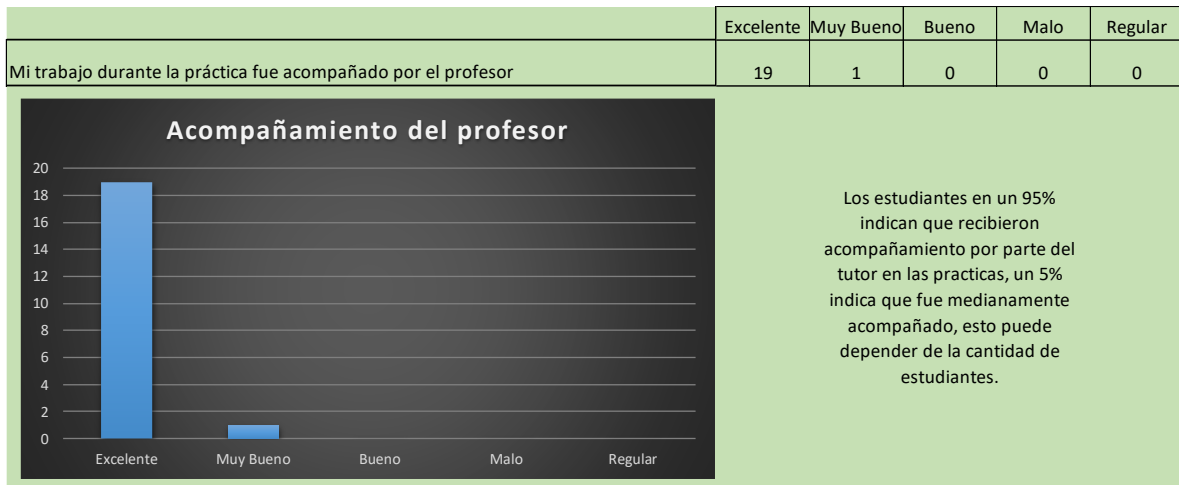 Excelente Muy Bueno Bueno Malo Regular
Mi trabajo durante la práctica fue acompañado por el profesor 19 1 0 0 0
Acompañamiento del profesor
20
18
16
14
12
10
8
6
4
2
0
Excelente Muy Bueno Bueno Malo Regular
Los estudiantes en un 95%
indican que recibieron
acompañamiento por parte del
tutor en las practicas, un 5%
indica que fue medianamente
acompañado, esto puede
depender de la cantidad de
estudiantes.